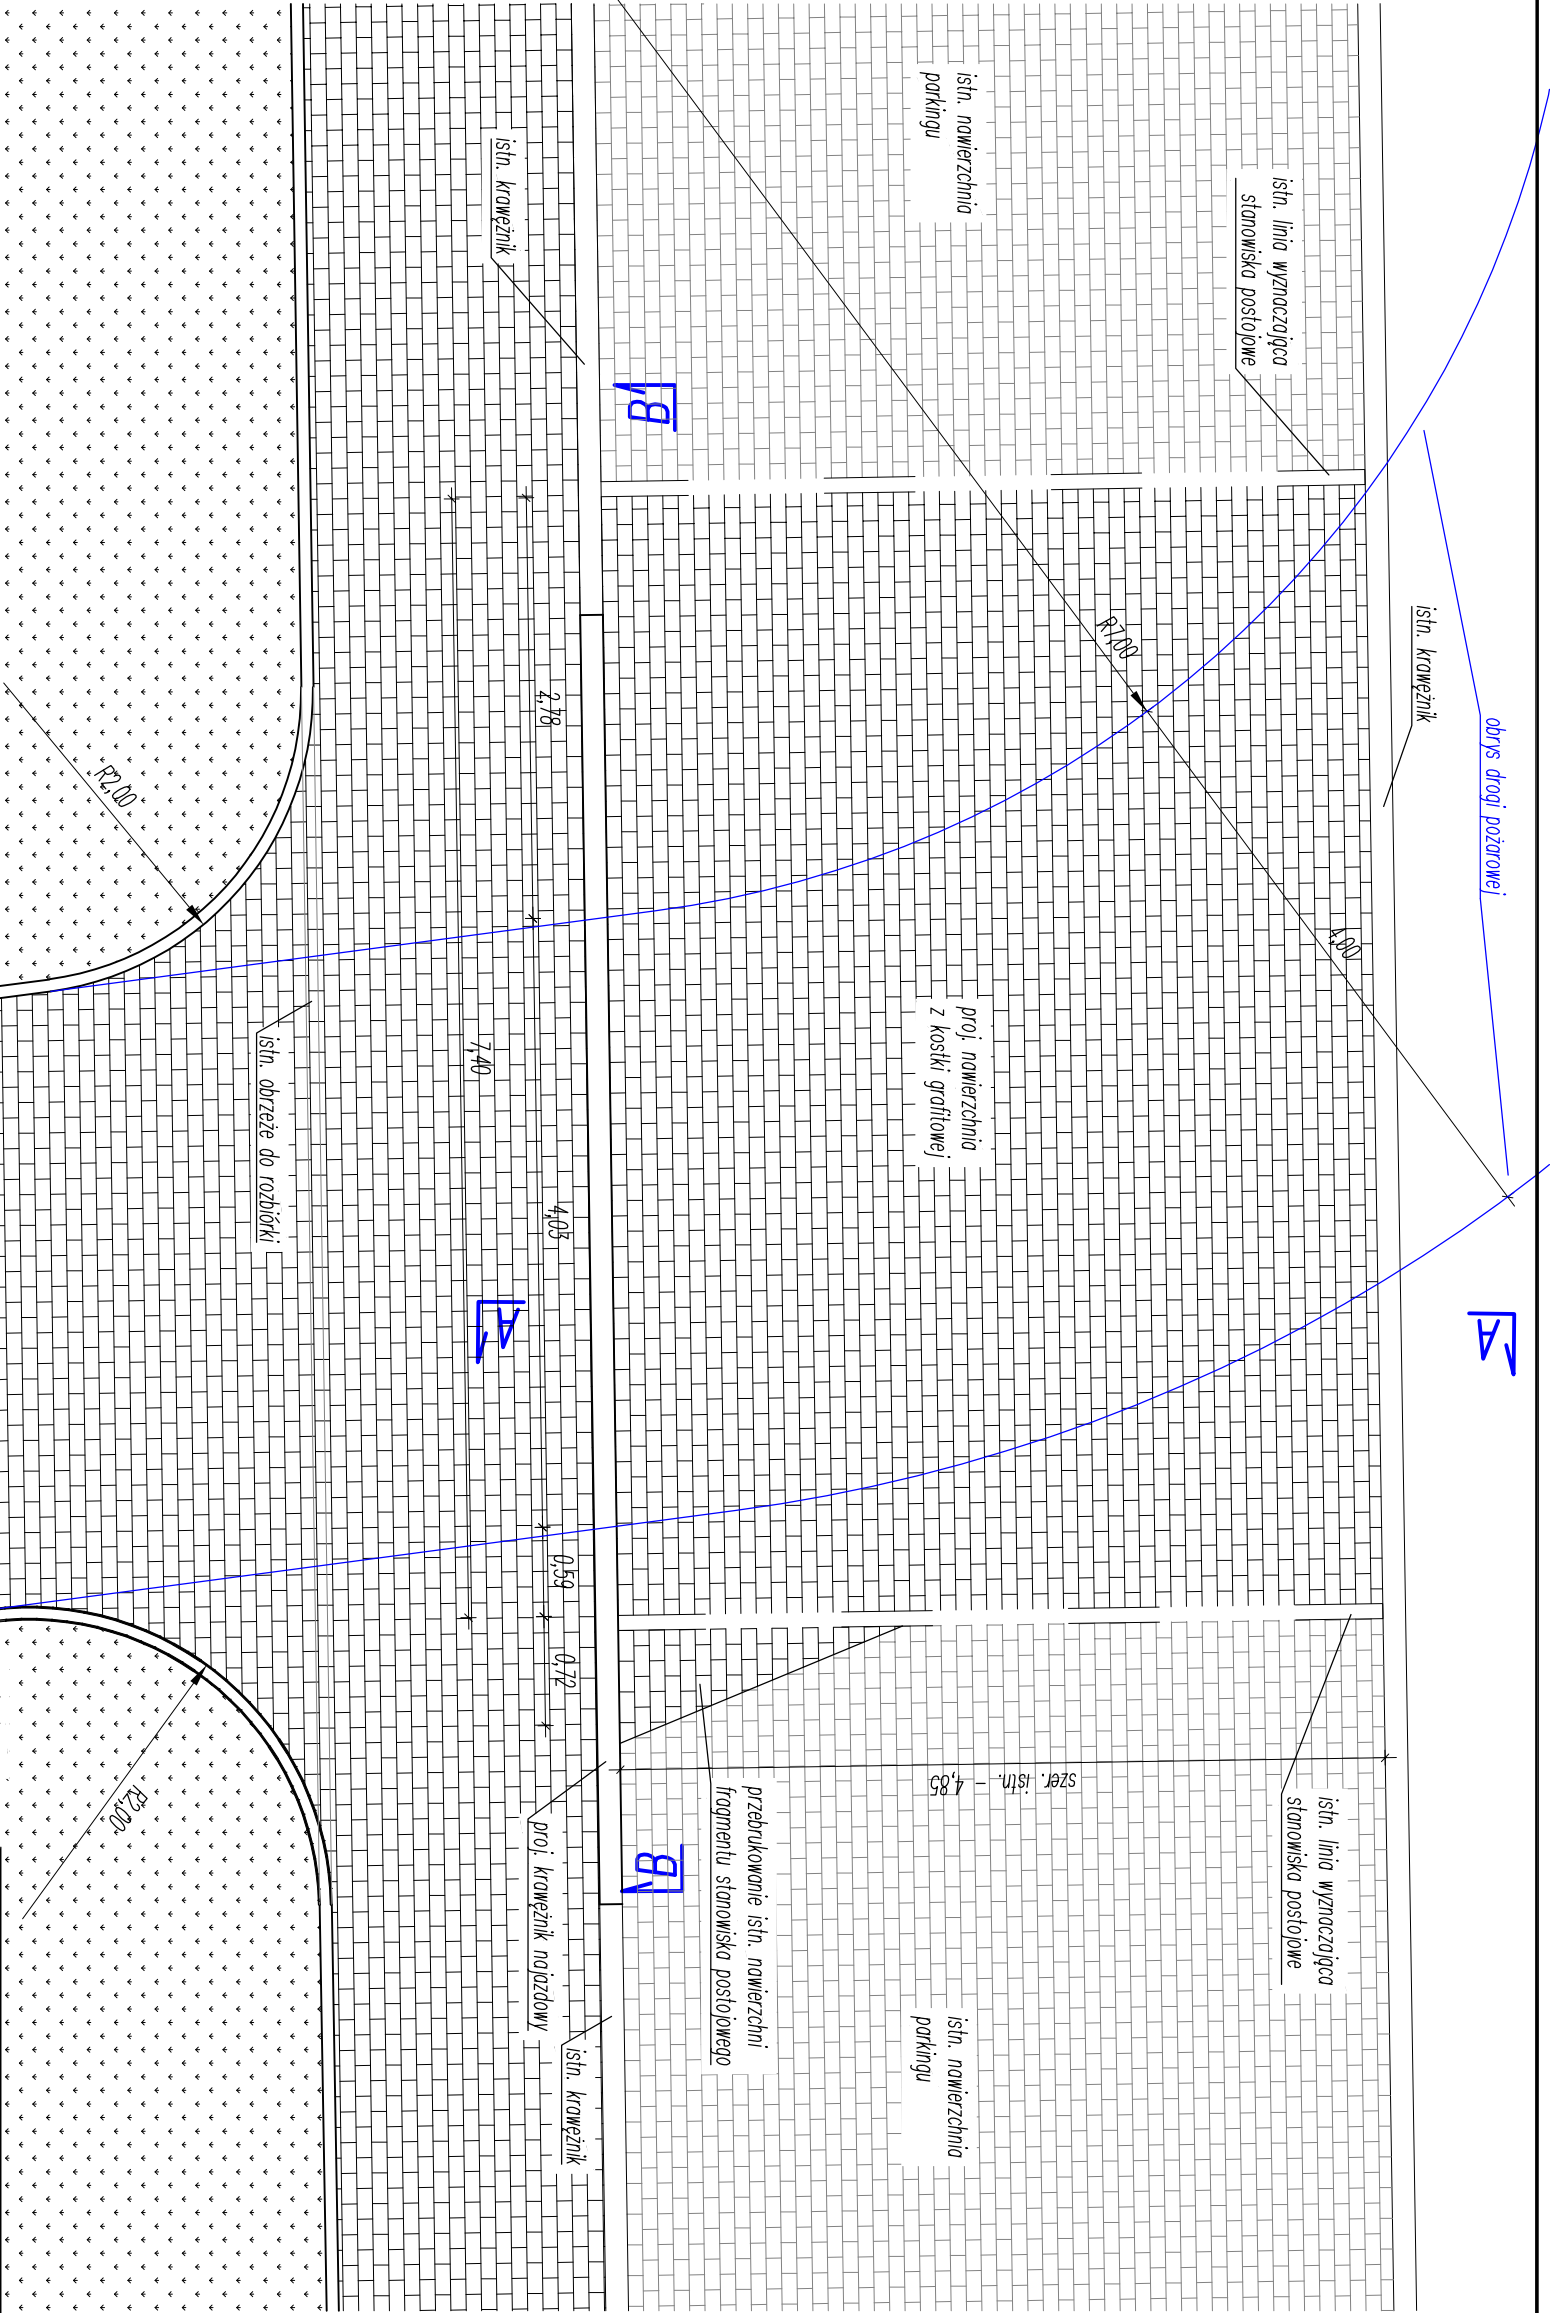 istn. nawierzchnia
parkingu
istn. linia wyznaczająca
stanowiska postojowe
istn. krawężnik
B
R7,00
istn. krawężnik
obrys drogi pożarowej
2,78
R2,00
4,00
7,40
proj. nawierzchnia
z kostki grafitowej
istn. obrzeże do rozbiórki
4,03
A
A
0,59
0,72
R2,00
szer. istn. - 4,85
przebrukowanie istn. nawierzchni
fragmentu stanowiska postojowego
istn. linia wyznaczająca
stanowiska postojowe
proj. krawężnik najazdowy
B
istn. krawężnik
istn. nawierzchnia
parkingu